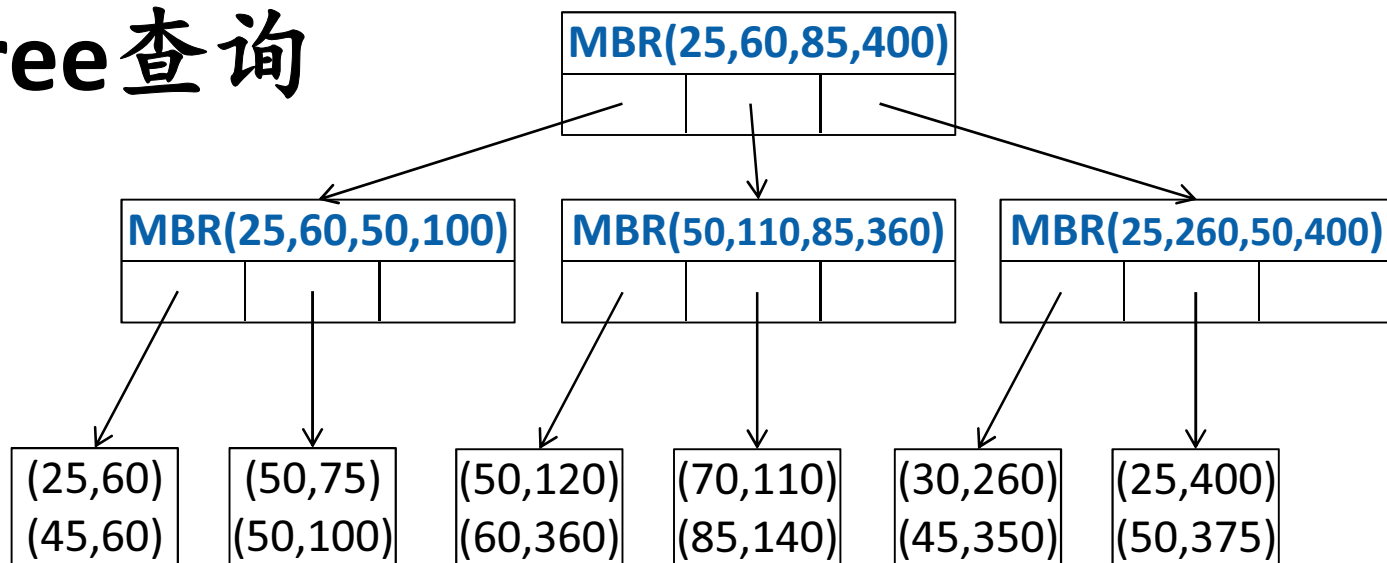 ree查询
MBR(25,60,85,400)
MBR(25,60,50,100)
MBR(50,110,85,360)
MBR(25,260,50,400)
(25,60)
(45,60)
(50,75)
(50,100)
(50,120)
(60,360)
(70,110)
(85,140)
(30,260)
(45,350)
(25,400)
(50,375)